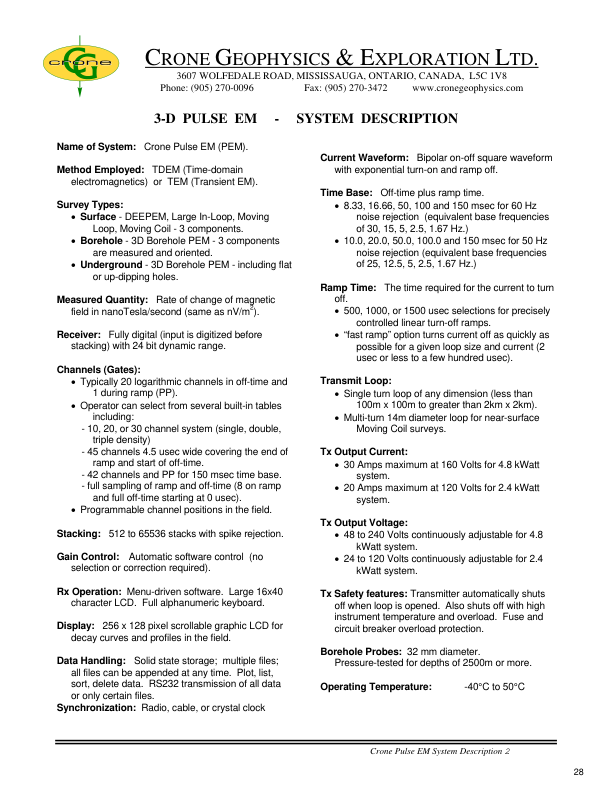 crone
CRONE GEOPHYSICS & EXPLORATION LTD.
3607 WOLFEDALE ROAD, MISSISSAUGA, ONTARIO, CANADA, L5C 1V8
Phone: (905) 270-0096 Fax: (905) 270-3472 www.cronegeophysics.com
3-D PULSE EM - SYSTEM DESCRIPTION
Name of System: Crone Pulse EM (PEM).
Method Employed: TDEM (Time-domain
electromagnetics) or TEM (Transient EM).
Survey Types:
• Surface - DEEPEM, Large In-Loop, Moving
Loop, Moving Coil - 3 components.
• Borehole - 3D Borehole PEM - 3 components
are measured and oriented.
• Underground - 3D Borehole PEM - including flat
or up-dipping holes.
Measured Quantity: Rate of change of magnetic
field in nanoTesla/second (same as nV/m²).
Receiver: Fully digital (input is digitized before
stacking) with 24 bit dynamic range.
Channels (Gates):
• Typically 20 logarithmic channels in off-time and
1 during ramp (PP).
• Operator can select from several built-in tables
including:
- 10, 20, or 30 channel system (single, double,
triple density)
- 45 channels 4.5 usec wide covering the end of
ramp and start of off-time.
- 42 channels and PP for 150 msec time base.
- full sampling of ramp and off-time (8 on ramp
and full off-time starting at 0 usec).
• Programmable channel positions in the field.
Stacking: 512 to 65536 stacks with spike rejection.
Gain Control: Automatic software control (no
selection or correction required).
Rx Operation: Menu-driven software. Large 16x40
character LCD. Full alphanumeric keyboard.
Display: 256 x 128 pixel scrollable graphic LCD for
decay curves and profiles in the field.
Data Handling: Solid state storage; multiple files;
all files can be appended at any time. Plot, list,
sort, delete data. RS232 transmission of all data
or only certain files.
Synchronization: Radio, cable, or crystal clock
Current Waveform: Bipolar on-off square waveform
with exponential turn-on and ramp off.
Time Base: Off-time plus ramp time.
• 8.33, 16.66, 50, 100 and 150 msec for 60 Hz
noise rejection (equivalent base frequencies
of 30, 15, 5, 2.5, 1.67 Hz.)
• 10.0, 20.0, 50.0, 100.0 and 150 msec for 50 Hz
noise rejection (equivalent base frequencies
of 25, 12.5, 5, 2.5, 1.67 Hz.)
Ramp Time: The time required for the current to turn
off.
• 500, 1000, or 1500 usec selections for precisely
controlled linear turn-off ramps.
• “fast ramp” option turns current off as quickly as
possible for a given loop size and current (2
usec or less to a few hundred usec).
Transmit Loop:
• Single turn loop of any dimension (less than
100m x 100m to greater than 2km x 2km).
• Multi-turn 14m diameter loop for near-surface
Moving Coil surveys.
Tx Output Current:
• 30 Amps maximum at 160 Volts for 4.8 kWatt
system.
• 20 Amps maximum at 120 Volts for 2.4 kWatt
system.
Tx Output Voltage:
• 48 to 240 Volts continuously adjustable for 4.8
kWatt system.
• 24 to 120 Volts continuously adjustable for 2.4
kWatt system.
Tx Safety features: Transmitter automatically shuts
off when loop is opened. Also shuts off with high
instrument temperature and overload. Fuse and
circuit breaker overload protection.
Borehole Probes: 32 mm diameter.
Pressure-tested for depths of 2500m or more.
Operating Temperature: -40°C to 50°C
Crone Pulse EM System Description 2
28